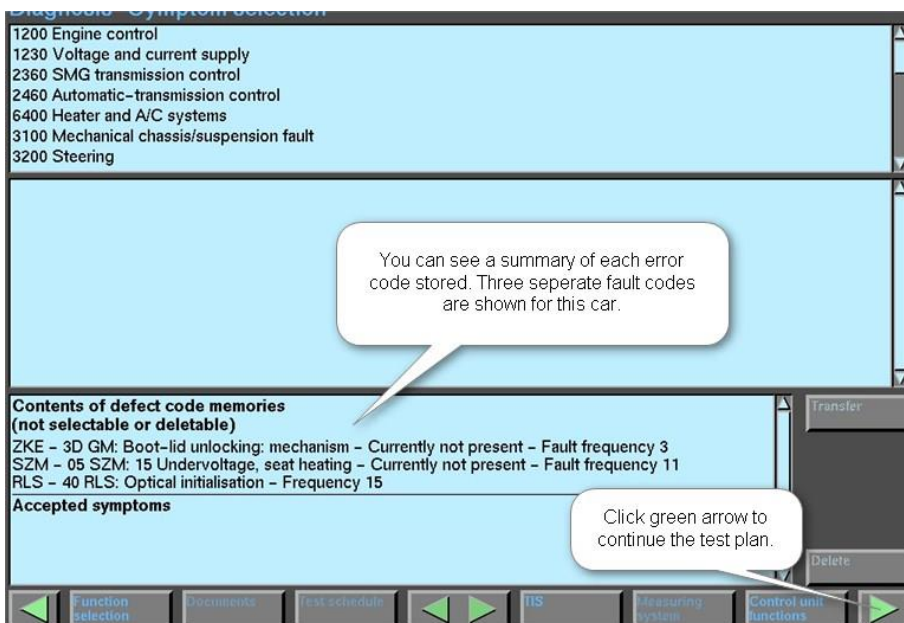 Diagnosis Symptom selection
1200 Engine control
1230 Voltage and current supply
2360 SMG transmission control
2460 Automatic-transmission control
6400 Heater and A/C systems
3100 Mechanical chassis/suspension fault
3200 Steering
You can see a summary of each error
code stored. Three seperate fault codes
are shown for this car.
Contents of defect code memories
(not selectable or deletable)
ZKE - 3D GM: Boot-lid unlocking: mechanism - Currently not present - Fault frequency 3
SZM - 05 SZM: 15 Undervoltage, seat heating - Currently not present - Fault frequency 11
RLS - 40 RLS: Optical initialisation - Frequency 15
Accepted symptoms
Transfer
Click green arrow to
continue the test plan.
Delete
Function
selection
Documents
Test schedule
TIS
Measuring
system
Control unit
functions